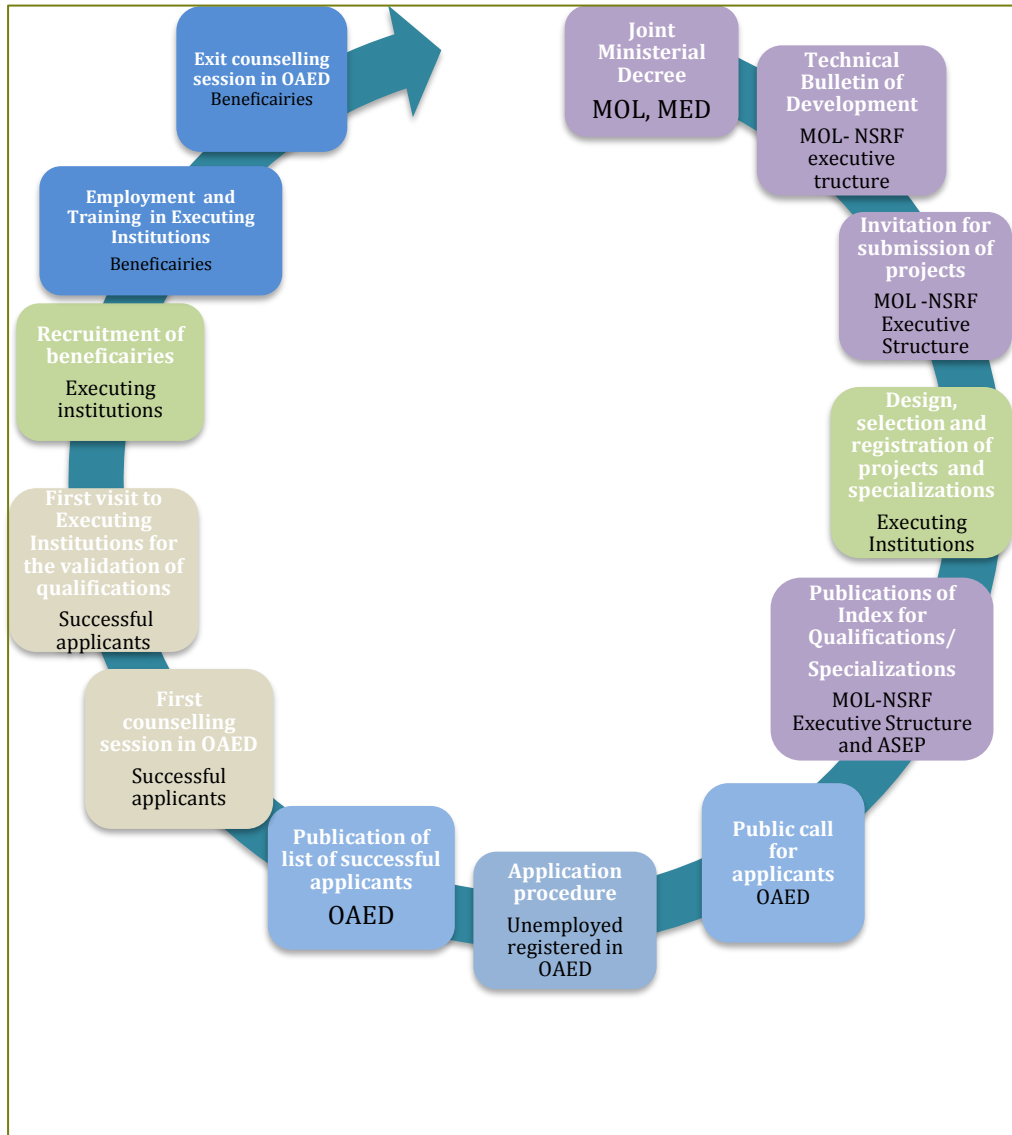 Joint
Ministerial
Decree
MOL, MED
Technical
Bulletin of
Development
MOL- NSRF
executive
tructure
Invitation for
submission of
projects
MOL -NSRF
Executive
Structure
Design,
selection and
registration of
projects and
specializations
Executing
Institutions
Publications of
Index for
Qualifications/
Specializations
MOL-NSRF
Executive Structure
and ASEP
Public call
for
applicants
OAED
Application
procedure
Unemployed
registered in
OAED
Publication of
list of successful
applicants
OAED
First
counselling
session in OAED
Successful
applicants
First visit to
Executing
Institutions for
the validation of
qualifications
Successful
applicants
Recruitment of
beneficairies
Executing
institutions
Employment and
Training in Executing
Institutions
Beneficairies
Exit counselling
session in OAED
Beneficairies